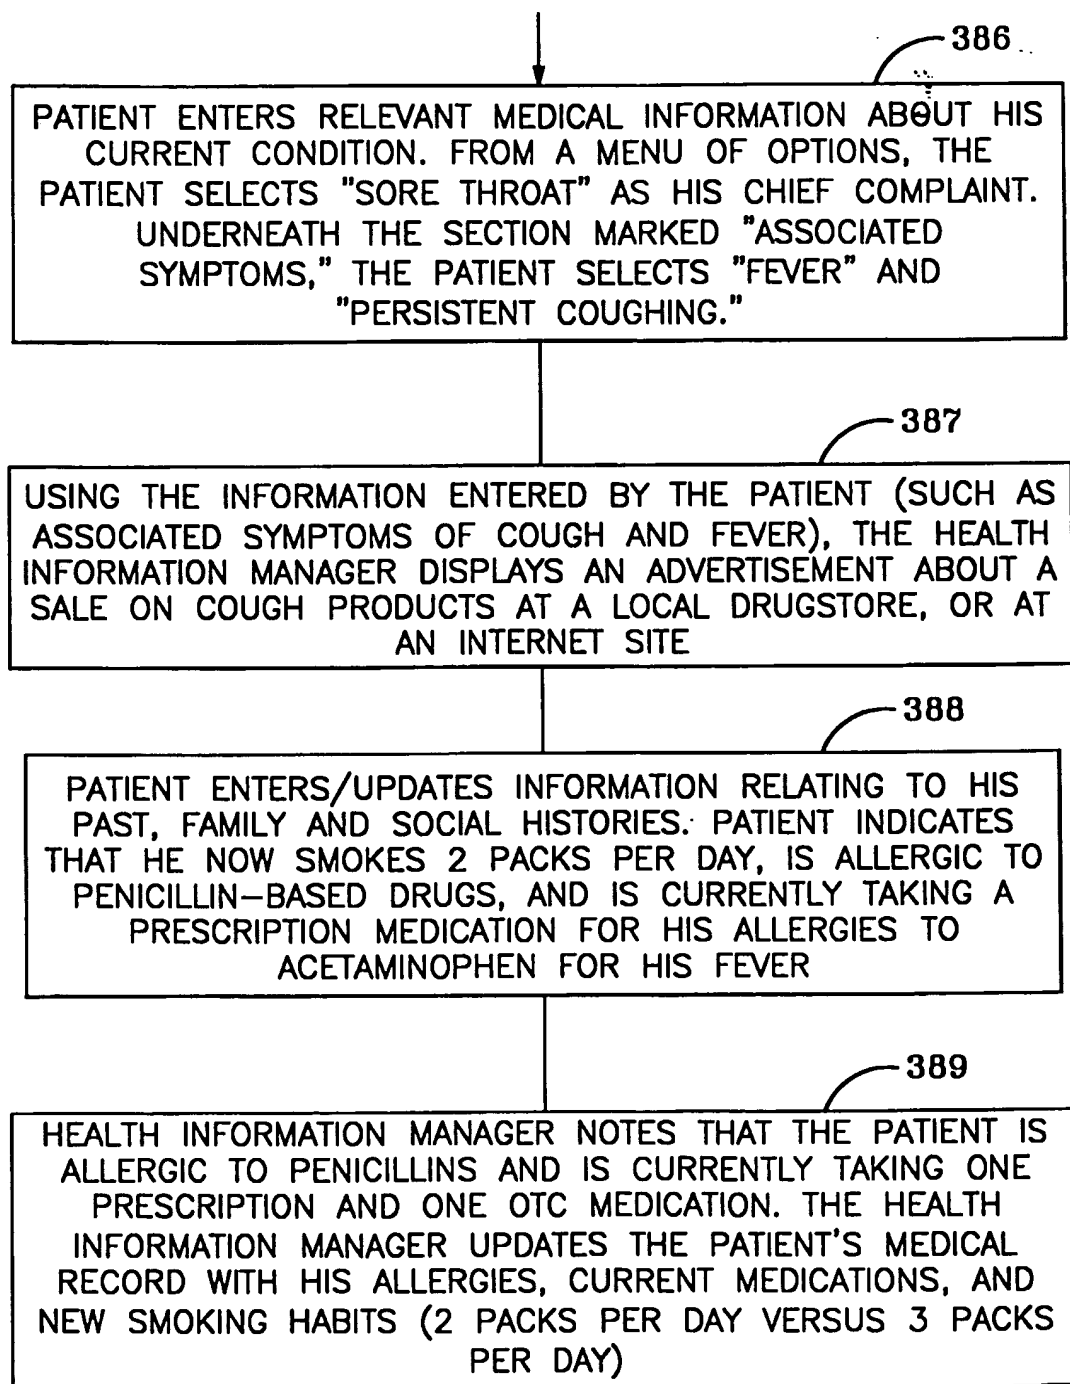 386
PATIENT ENTERS RELEVANT MEDICAL INFORMATION ABOUT HIS
CURRENT CONDITION. FROM A MENU OF OPTIONS, THE
PATIENT SELECTS "SORE THROAT" AS HIS CHIEF COMPLAINT.
UNDERNEATH THE SECTION MARKED "ASSOCIATED
SYMPTOMS," THE PATIENT SELECTS "FEVER" AND
"PERSISTENT COUGHING."
387
USING THE INFORMATION ENTERED BY THE PATIENT (SUCH AS
ASSOCIATED SYMPTOMS OF COUGH AND FEVER), THE HEALTH
INFORMATION MANAGER DISPLAYS AN ADVERTISEMENT ABOUT A
SALE ON COUGH PRODUCTS AT A LOCAL DRUGSTORE, OR AT
AN INTERNET SITE
388
PATIENT ENTERS/UPDATES INFORMATION RELATING TO HIS
PAST, FAMILY AND SOCIAL HISTORIES. PATIENT INDICATES
THAT HE NOW SMOKES 2 PACKS PER DAY, IS ALLERGIC TO
PENICILLIN-BASED DRUGS, AND IS CURRENTLY TAKING A
PRESCRIPTION MEDICATION FOR HIS ALLERGIES TO
ACETAMINOPHEN FOR HIS FEVER
389
HEALTH INFORMATION MANAGER NOTES THAT THE PATIENT IS
ALLERGIC TO PENICILLINS AND IS CURRENTLY TAKING ONE
PRESCRIPTION AND ONE OTC MEDICATION. THE HEALTH
INFORMATION MANAGER UPDATES THE PATIENT'S MEDICAL
RECORD WITH HIS ALLERGIES, CURRENT MEDICATIONS, AND
NEW SMOKING HABITS (2 PACKS PER DAY VERSUS 3 PACKS
PER DAY)